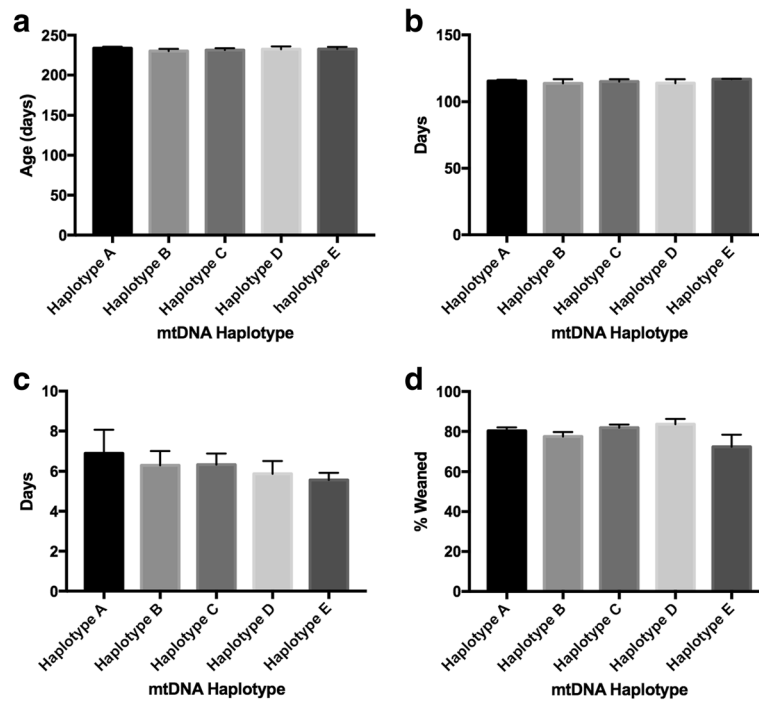 a
250
200
150
100
50
0
Age (days)
Haplotype A
Haplotype B
Haplotype C
Haplotype D
haplotype E
mtDNA Haplotype
b
150
100
50
0
Days
Haplotype A
Haplotype B
Haplotype C
Haplotype D
Haplotype E
mtDNA Haplotype
c
10
8
6
4
2
0
Days
Haplotype A
Haplotype B
Haplotype C
Haplotype D
Haplotype E
mtDNA Haplotype
d
100
80
60
40
20
0
% Weaned
Haplotype A
Haplotype B
Haplotype C
Haplotype D
Haplotype E
mtDNA Haplotype